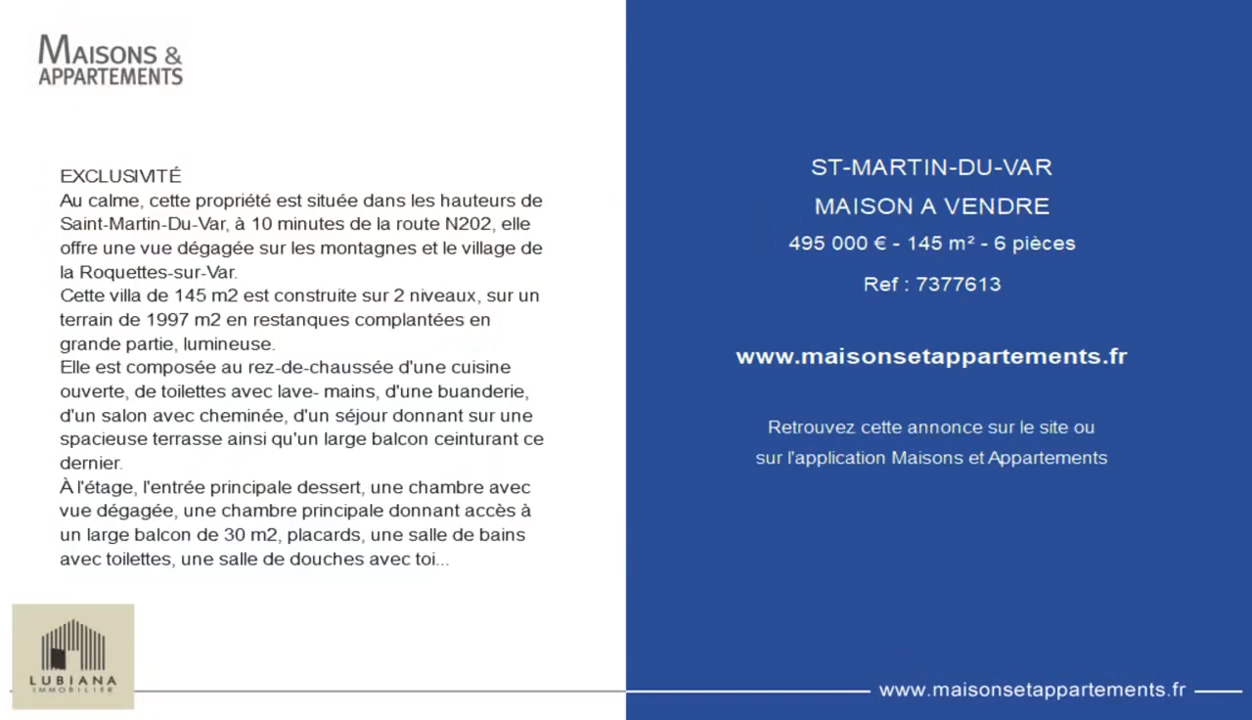 MAISONS &
APPARTEMENTS
EXCLUSIVITÉ
Au calme, cette propriété est située dans les hauteurs de
Saint-Martin-Du-Var, à 10 minutes de la route N202, elle
offre une vue dégagée sur les montagnes et le village de
la Roquettes-sur-Var.
Cette villa de 145 m2 est construite sur 2 niveaux, sur un
terrain de 1997 m2 en restanques complantées en
grande partie, lumineuse.
Elle est composée au rez-de-chaussée d'une cuisine
ouverte, de toilettes avec lave- mains, d'une buanderie,
d'un salon avec cheminée, d'un séjour donnant sur une
spacieuse terrasse ainsi qu'un large balcon ceinturant ce
dernier.
À l'étage, l'entrée principale dessert, une chambre avec
vue dégagée, une chambre principale donnant accès à
un large balcon de 30 m2, placards, une salle de bains
avec toilettes, une salle de douches avec toi...
LUBIANA
IMMOBILIER
ST-MARTIN-DU-VAR
MAISON A VENDRE
495 000 € - 145 m² - 6 pièces
Ref : 7377613
www.maisonsetappartements.fr
Retrouvez cette annonce sur le site ou
sur l'application Maisons et Appartements
www.maisonsetappartements.fr